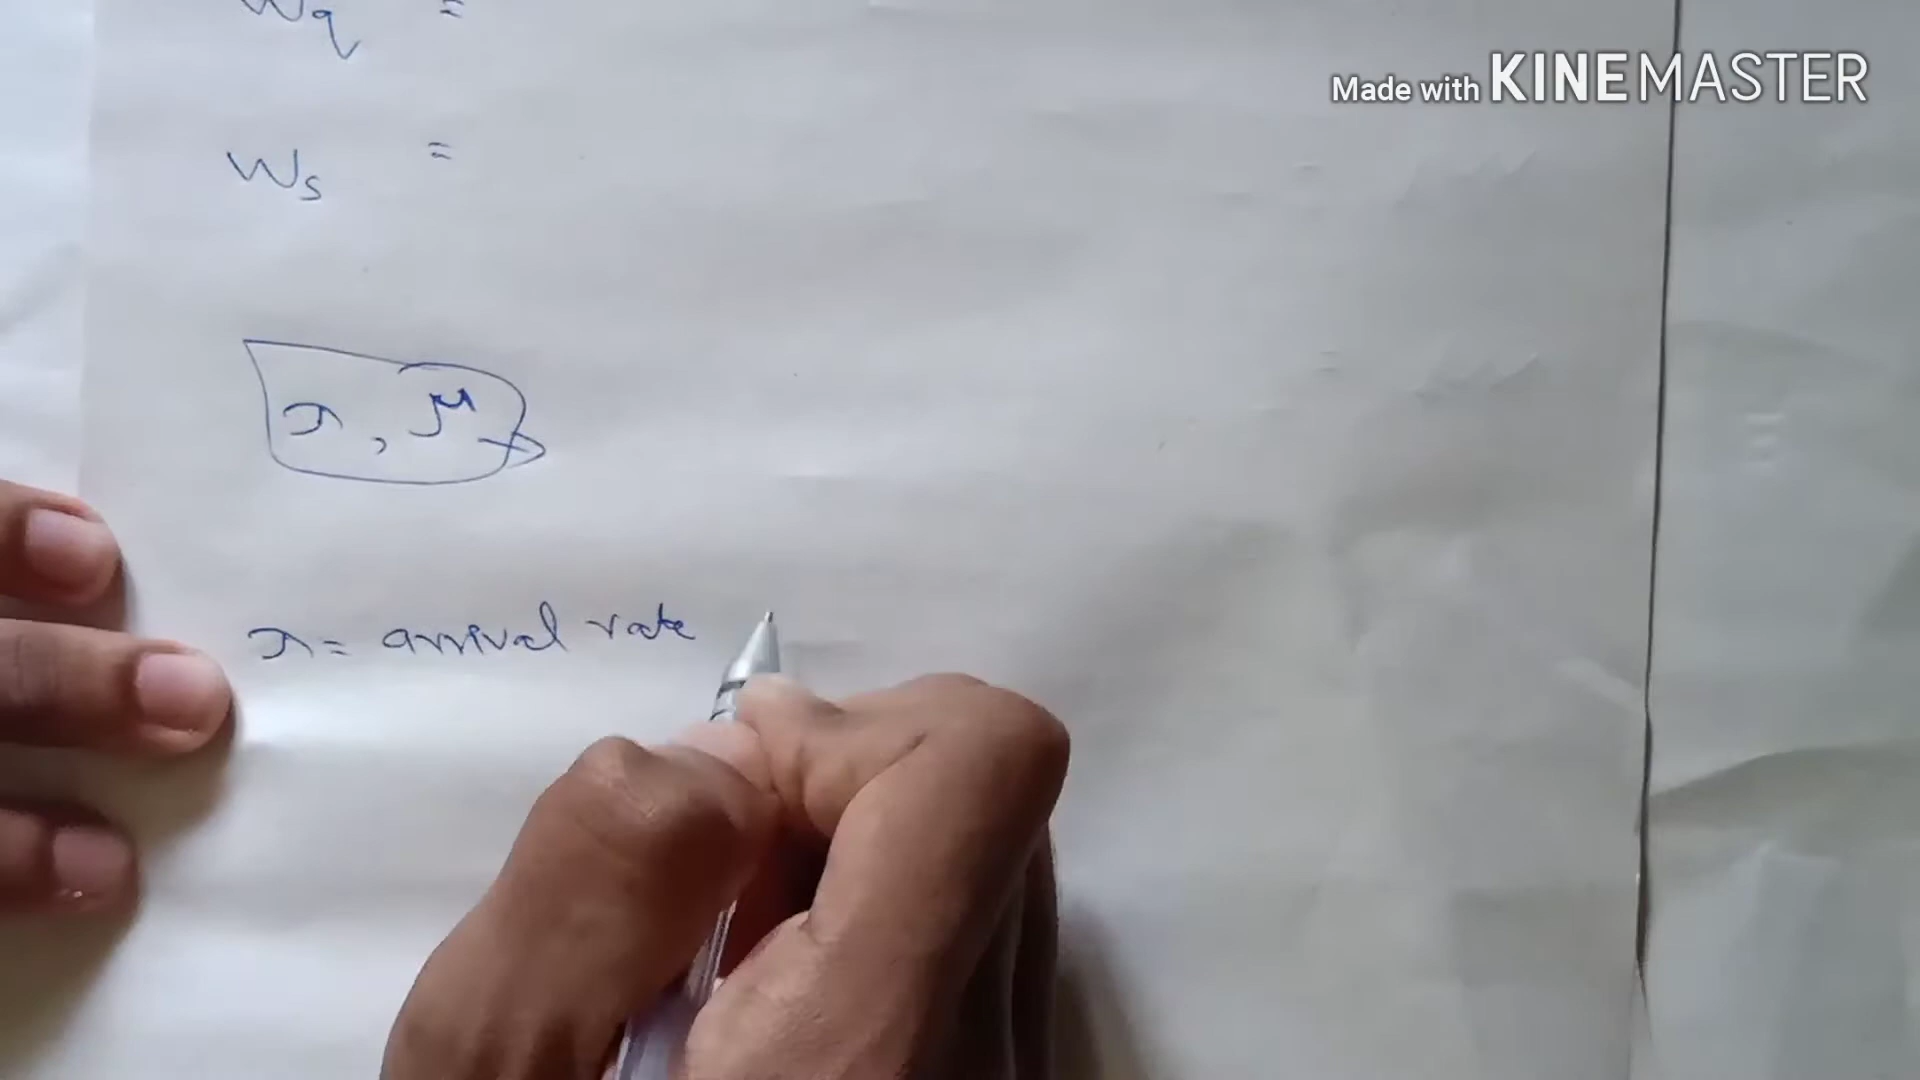 Wq =
Made with KINEMASTER
Ws =
λ, μ
λ = arrival rate